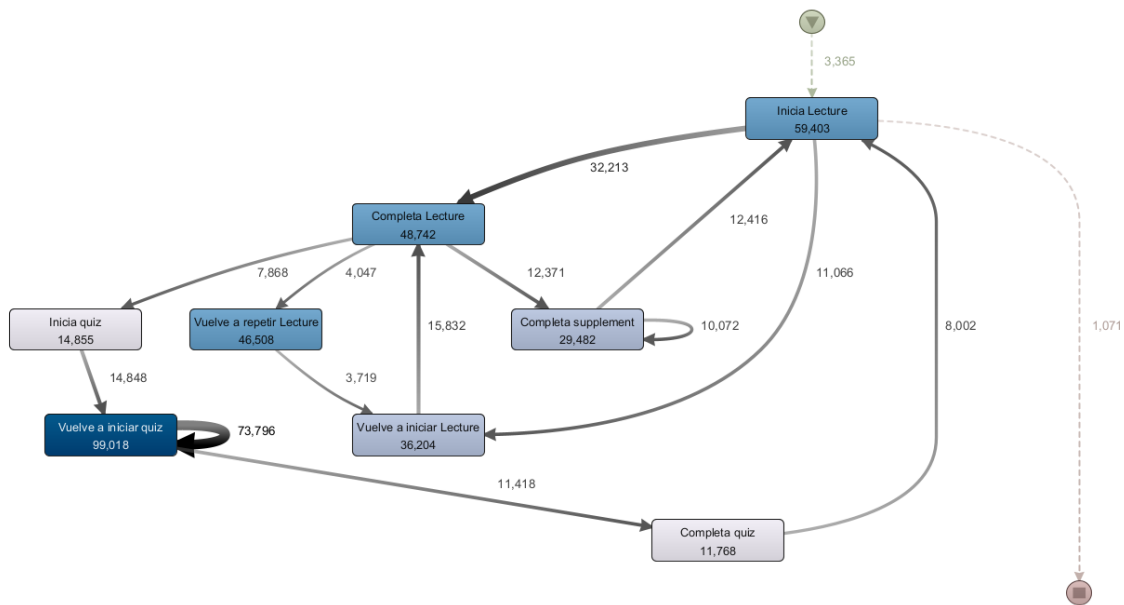 3,365
Inicia Lecture
59,403
32,213
Completa Lecture
48,742
12,416
7,868
4,047
12,371
11,066
Inicia quiz
14,855
Vuelve a repetir Lecture
46,508
15,832
Completa supplement
29,482
10,072
8,002
1,071
14,848
3,719
Vuelve a iniciar quiz
99,018
73,796
Vuelve a iniciar Lecture
36,204
11,418
Completa quiz
11,768